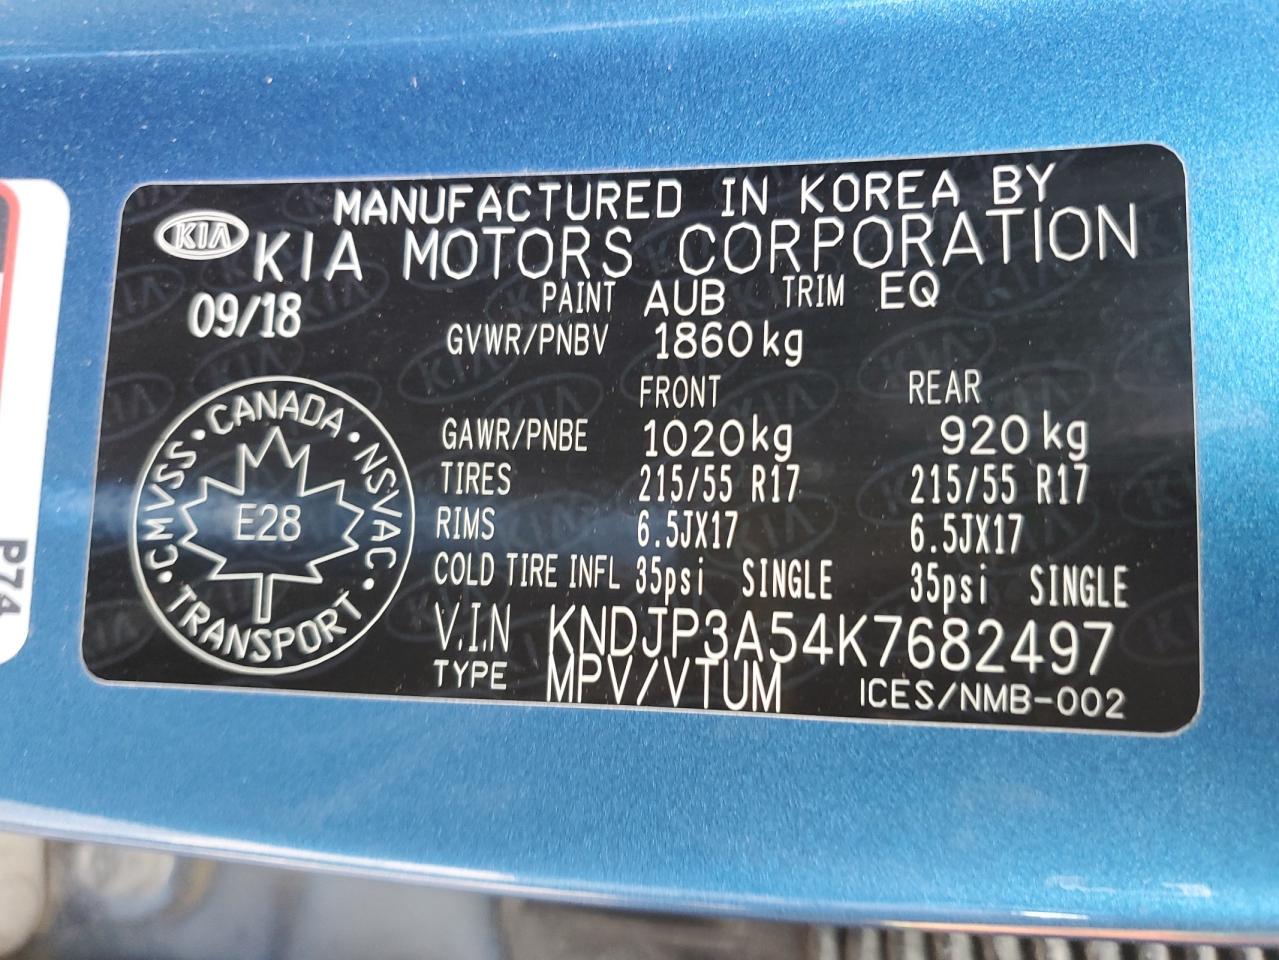 MANUFACTURED IN KOREA BY
KIA
KIA MOTORS CORPORATION
09/18
PAINT AUB TRIM EQ
GVWR/PNBV 1860kg
FRONT REAR
GAWR/PNBE 1020kg 920kg
TIRES 215/55 R17 215/55 R17
RIMS 6.5JX17 6.5JX17
COLD TIRE INFL 35psi SINGLE 35psi SINGLE
V.I.N KNDJP3A54K7682497
TYPE MPV/VTUM ICES/NMB-002
CANADA • NSVAC • TRANSPORT • CMVSS •
E28
P74